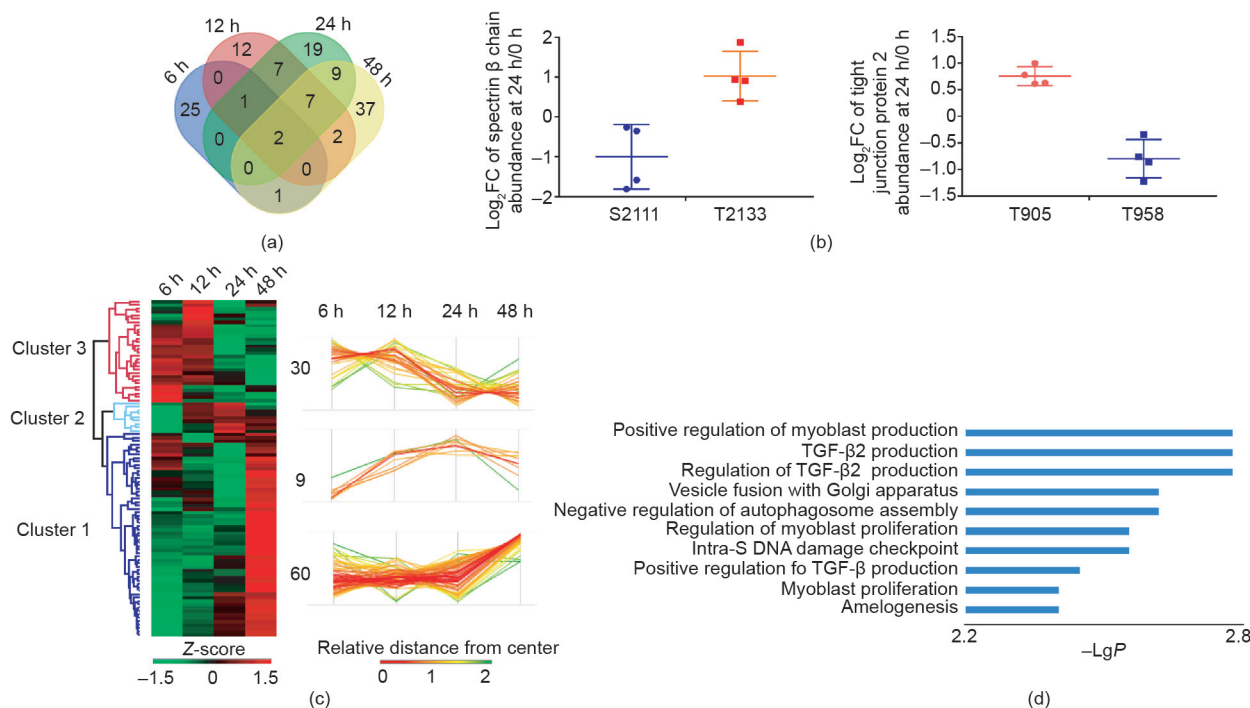 12 h
24 h
6 h
48 h
12
19
0
7
9
25
1
7
37
0
2
2
0
0
1
(a)
Log2FC of spectrin β chain
abundance at 24 h/0 h
2
1
0
−1
−2
S2111
T2133
Log2FC of tight
junction protein 2
abundance at 24 h/0 h
1.5
1.0
0.5
0
−0.5
−1.0
−1.5
T905
T958
(b)
6 h
12 h
24 h
48 h
Cluster 3
Cluster 2
Cluster 1
Z-score
−1.5
0
1.5
6 h
12 h
24 h
48 h
30
9
60
Relative distance from center
0
1
2
(c)
Positive regulation of myoblast production
TGF-β2 production
Regulation of TGF-β2 production
Vesicle fusion with Golgi apparatus
Negative regulation of autophagosome assembly
Regulation of myoblast proliferation
Intra-S DNA damage checkpoint
Positive regulation fo TGF-β production
Myoblast proliferation
Amelogenesis
2.2
2.8
–LgP
(d)